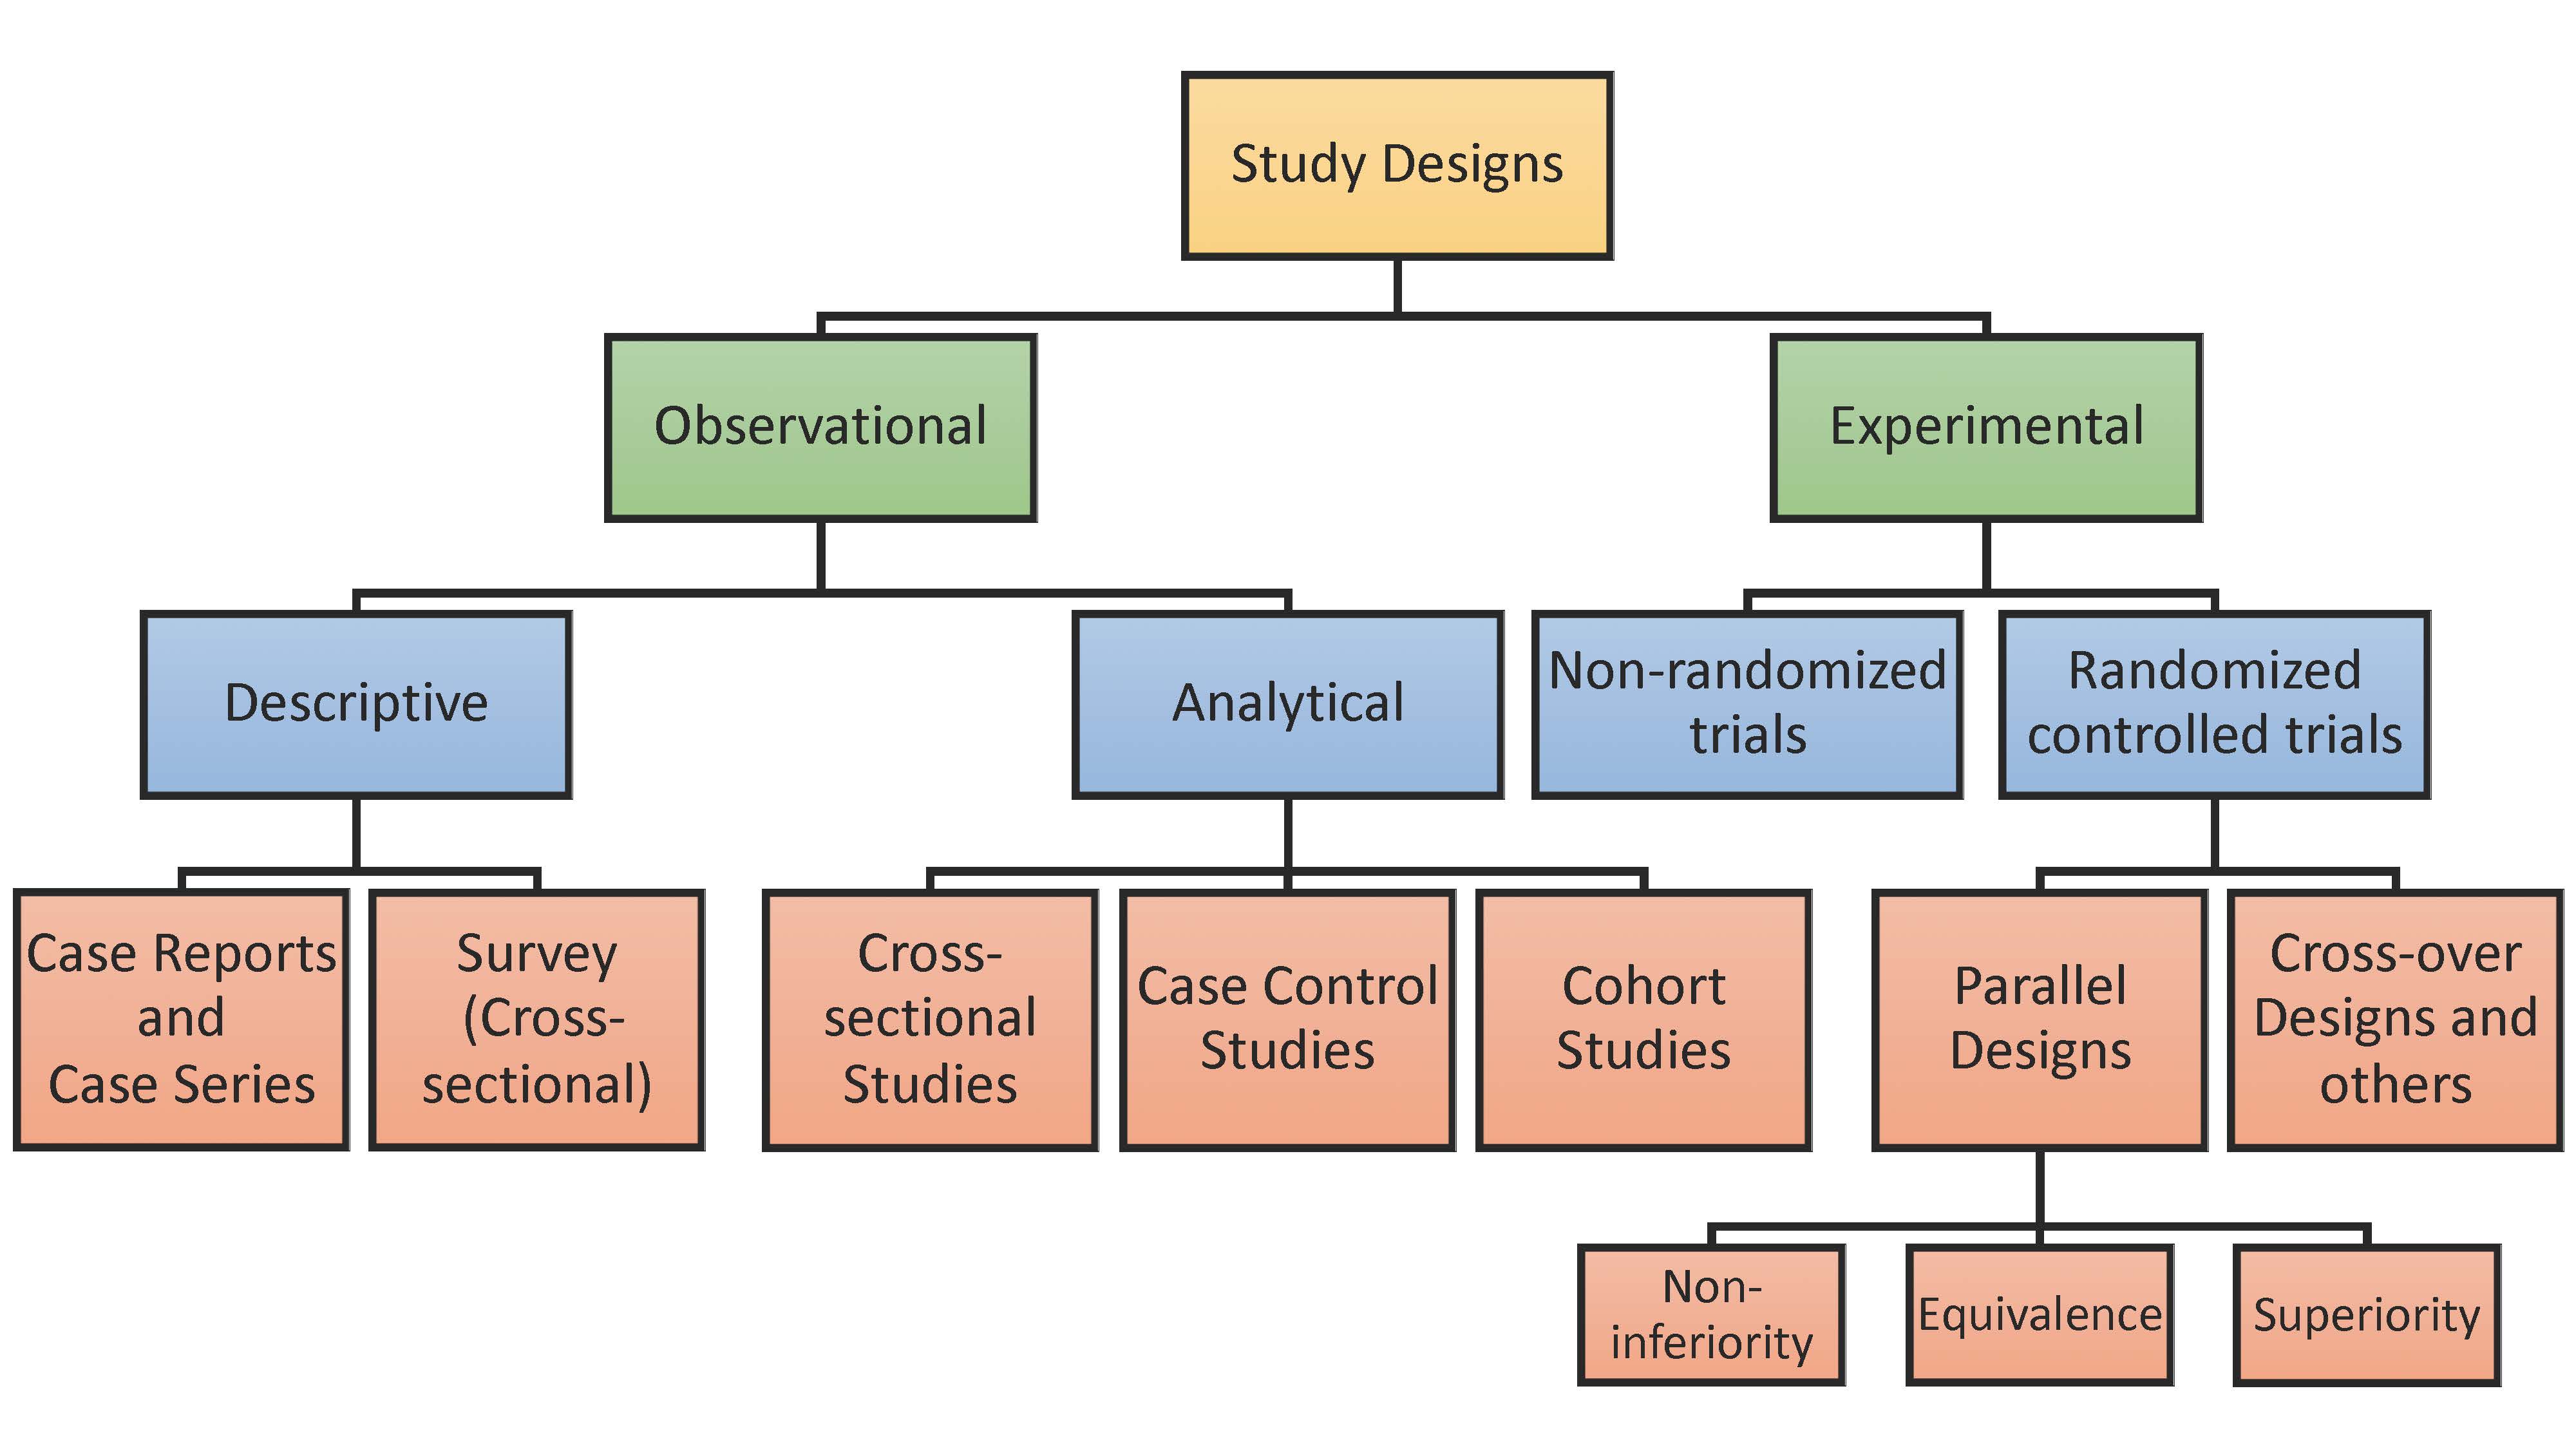 Study Designs
Observational
Experimental
Descriptive
Analytical
Non-randomized
trials
Randomized
controlled trials
Case Reports
and
Case Series
Survey
(Cross-
sectional)
Cross-
sectional
Studies
Case Control
Studies
Cohort
Studies
Parallel
Designs
Cross-over
Designs and
others
Non-
inferiority
Equivalence
Superiority